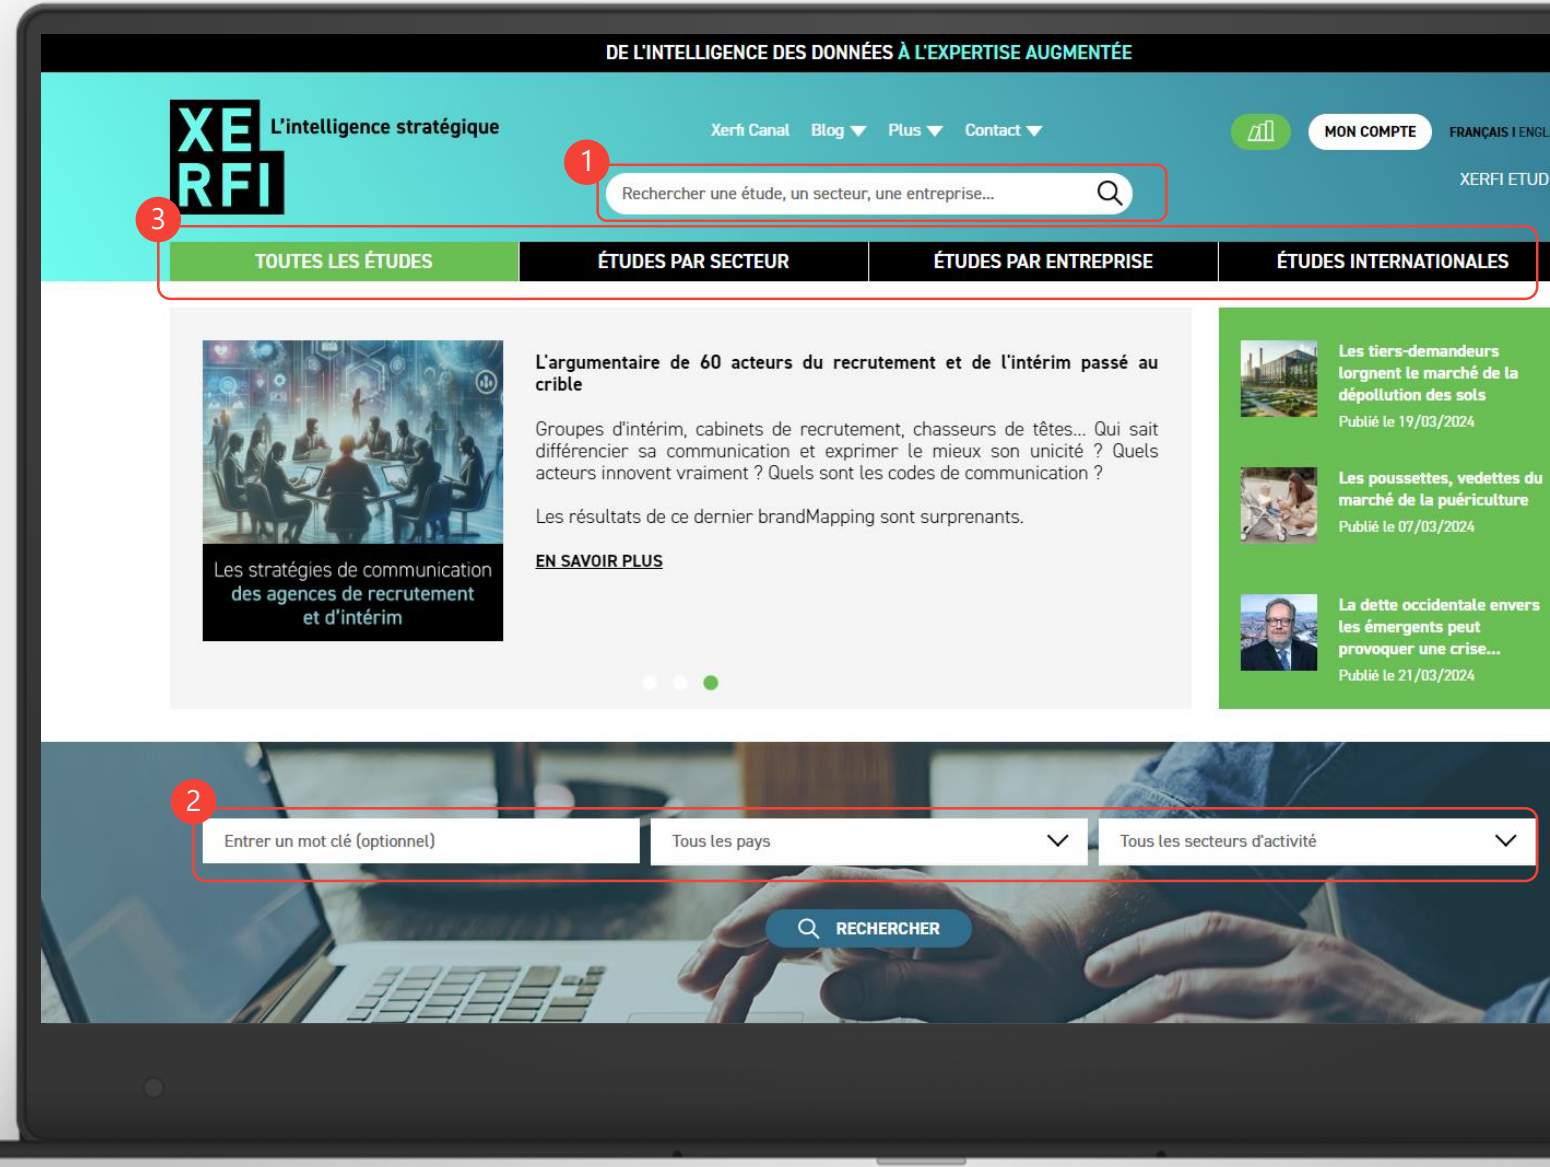 DE L'INTELLIGENCE DES DONNÉES À L'EXPERTISE AUGMENTÉE
XE
RFI
L'intelligence stratégique
Xerfi Canal Blog Plus Contact
MON COMPTE
FRANÇAIS I ENGL
XERFI ETUD
1
Rechercher une étude, un secteur, une entreprise...
3
TOUTES LES ÉTUDES
ÉTUDES PAR SECTEUR
ÉTUDES PAR ENTREPRISE
ÉTUDES INTERNATIONALES
Les stratégies de communication
des agences de recrutement
et d'intérim
L'argumentaire de 60 acteurs du recrutement et de l'intérim passé au
crible
Groupes d'intérim, cabinets de recrutement, chasseurs de têtes... Qui sait
différencier sa communication et exprimer le mieux son unicité ? Quels
acteurs innovent vraiment ? Quels sont les codes de communication ?
Les résultats de ce dernier brandMapping sont surprenants.
EN SAVOIR PLUS
Les tiers-demandeurs
lorgnent le marché de la
dépollution des sols
Publié le 19/03/2024
Les poussettes, vedettes du
marché de la puériculture
Publié le 07/03/2024
La dette occidentale envers
les émergents peut
provoquer une crise...
Publié le 21/03/2024
2
Entrer un mot clé (optionnel)
Tous les pays
Tous les secteurs d'activité
RECHERCHER